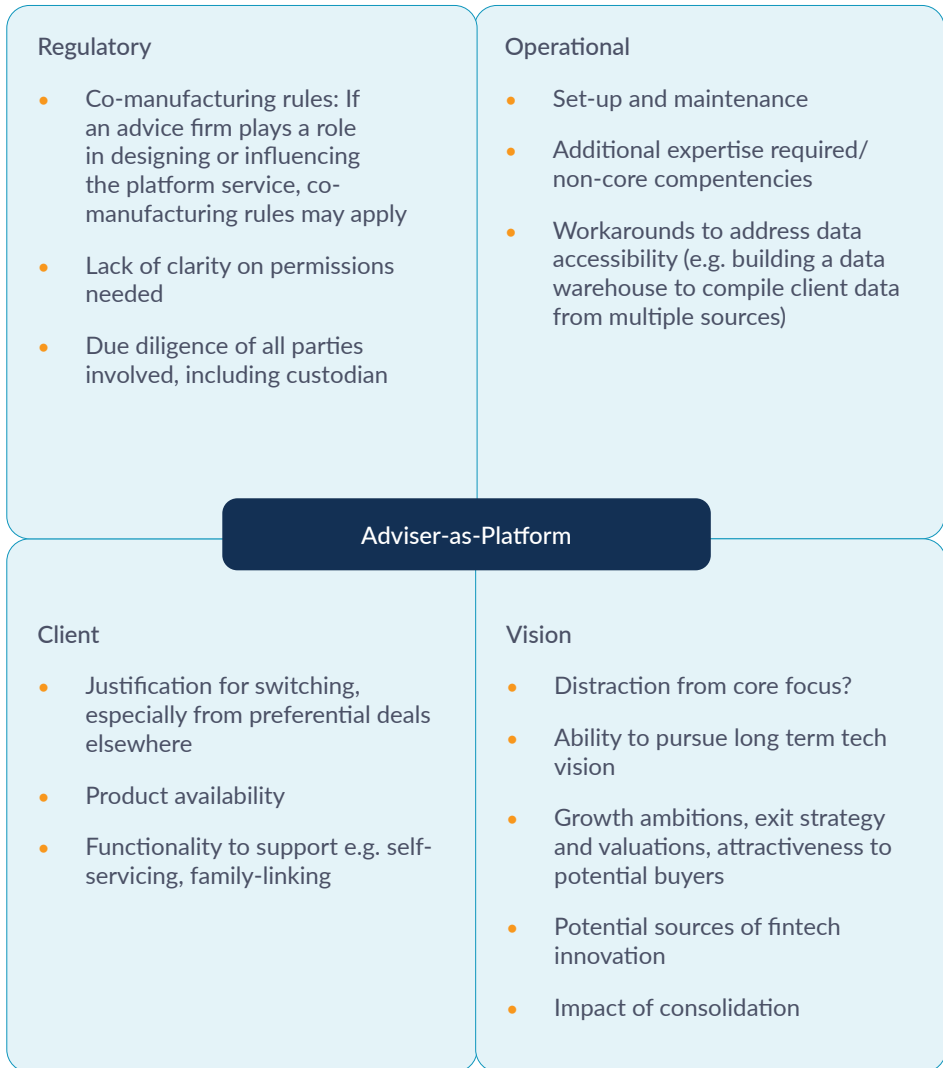 Regulatory
• Co-manufacturing rules: If
an advice firm plays a role
in designing or influencing
the platform service, co-
manufacturing rules may apply
• Lack of clarity on permissions
needed
• Due diligence of all parties
involved, including custodian
Operational
• Set-up and maintenance
• Additional expertise required/
non-core compentencies
• Workarounds to address data
accessibility (e.g. building a data
warehouse to compile client data
from multiple sources)
Adviser-as-Platform
Client
• Justification for switching,
especially from preferential deals
elsewhere
• Product availability
• Functionality to support e.g. self-
servicing, family-linking
Vision
• Distraction from core focus?
• Ability to pursue long term tech
vision
• Growth ambitions, exit strategy
and valuations, attractiveness to
potential buyers
• Potential sources of fintech
innovation
• Impact of consolidation